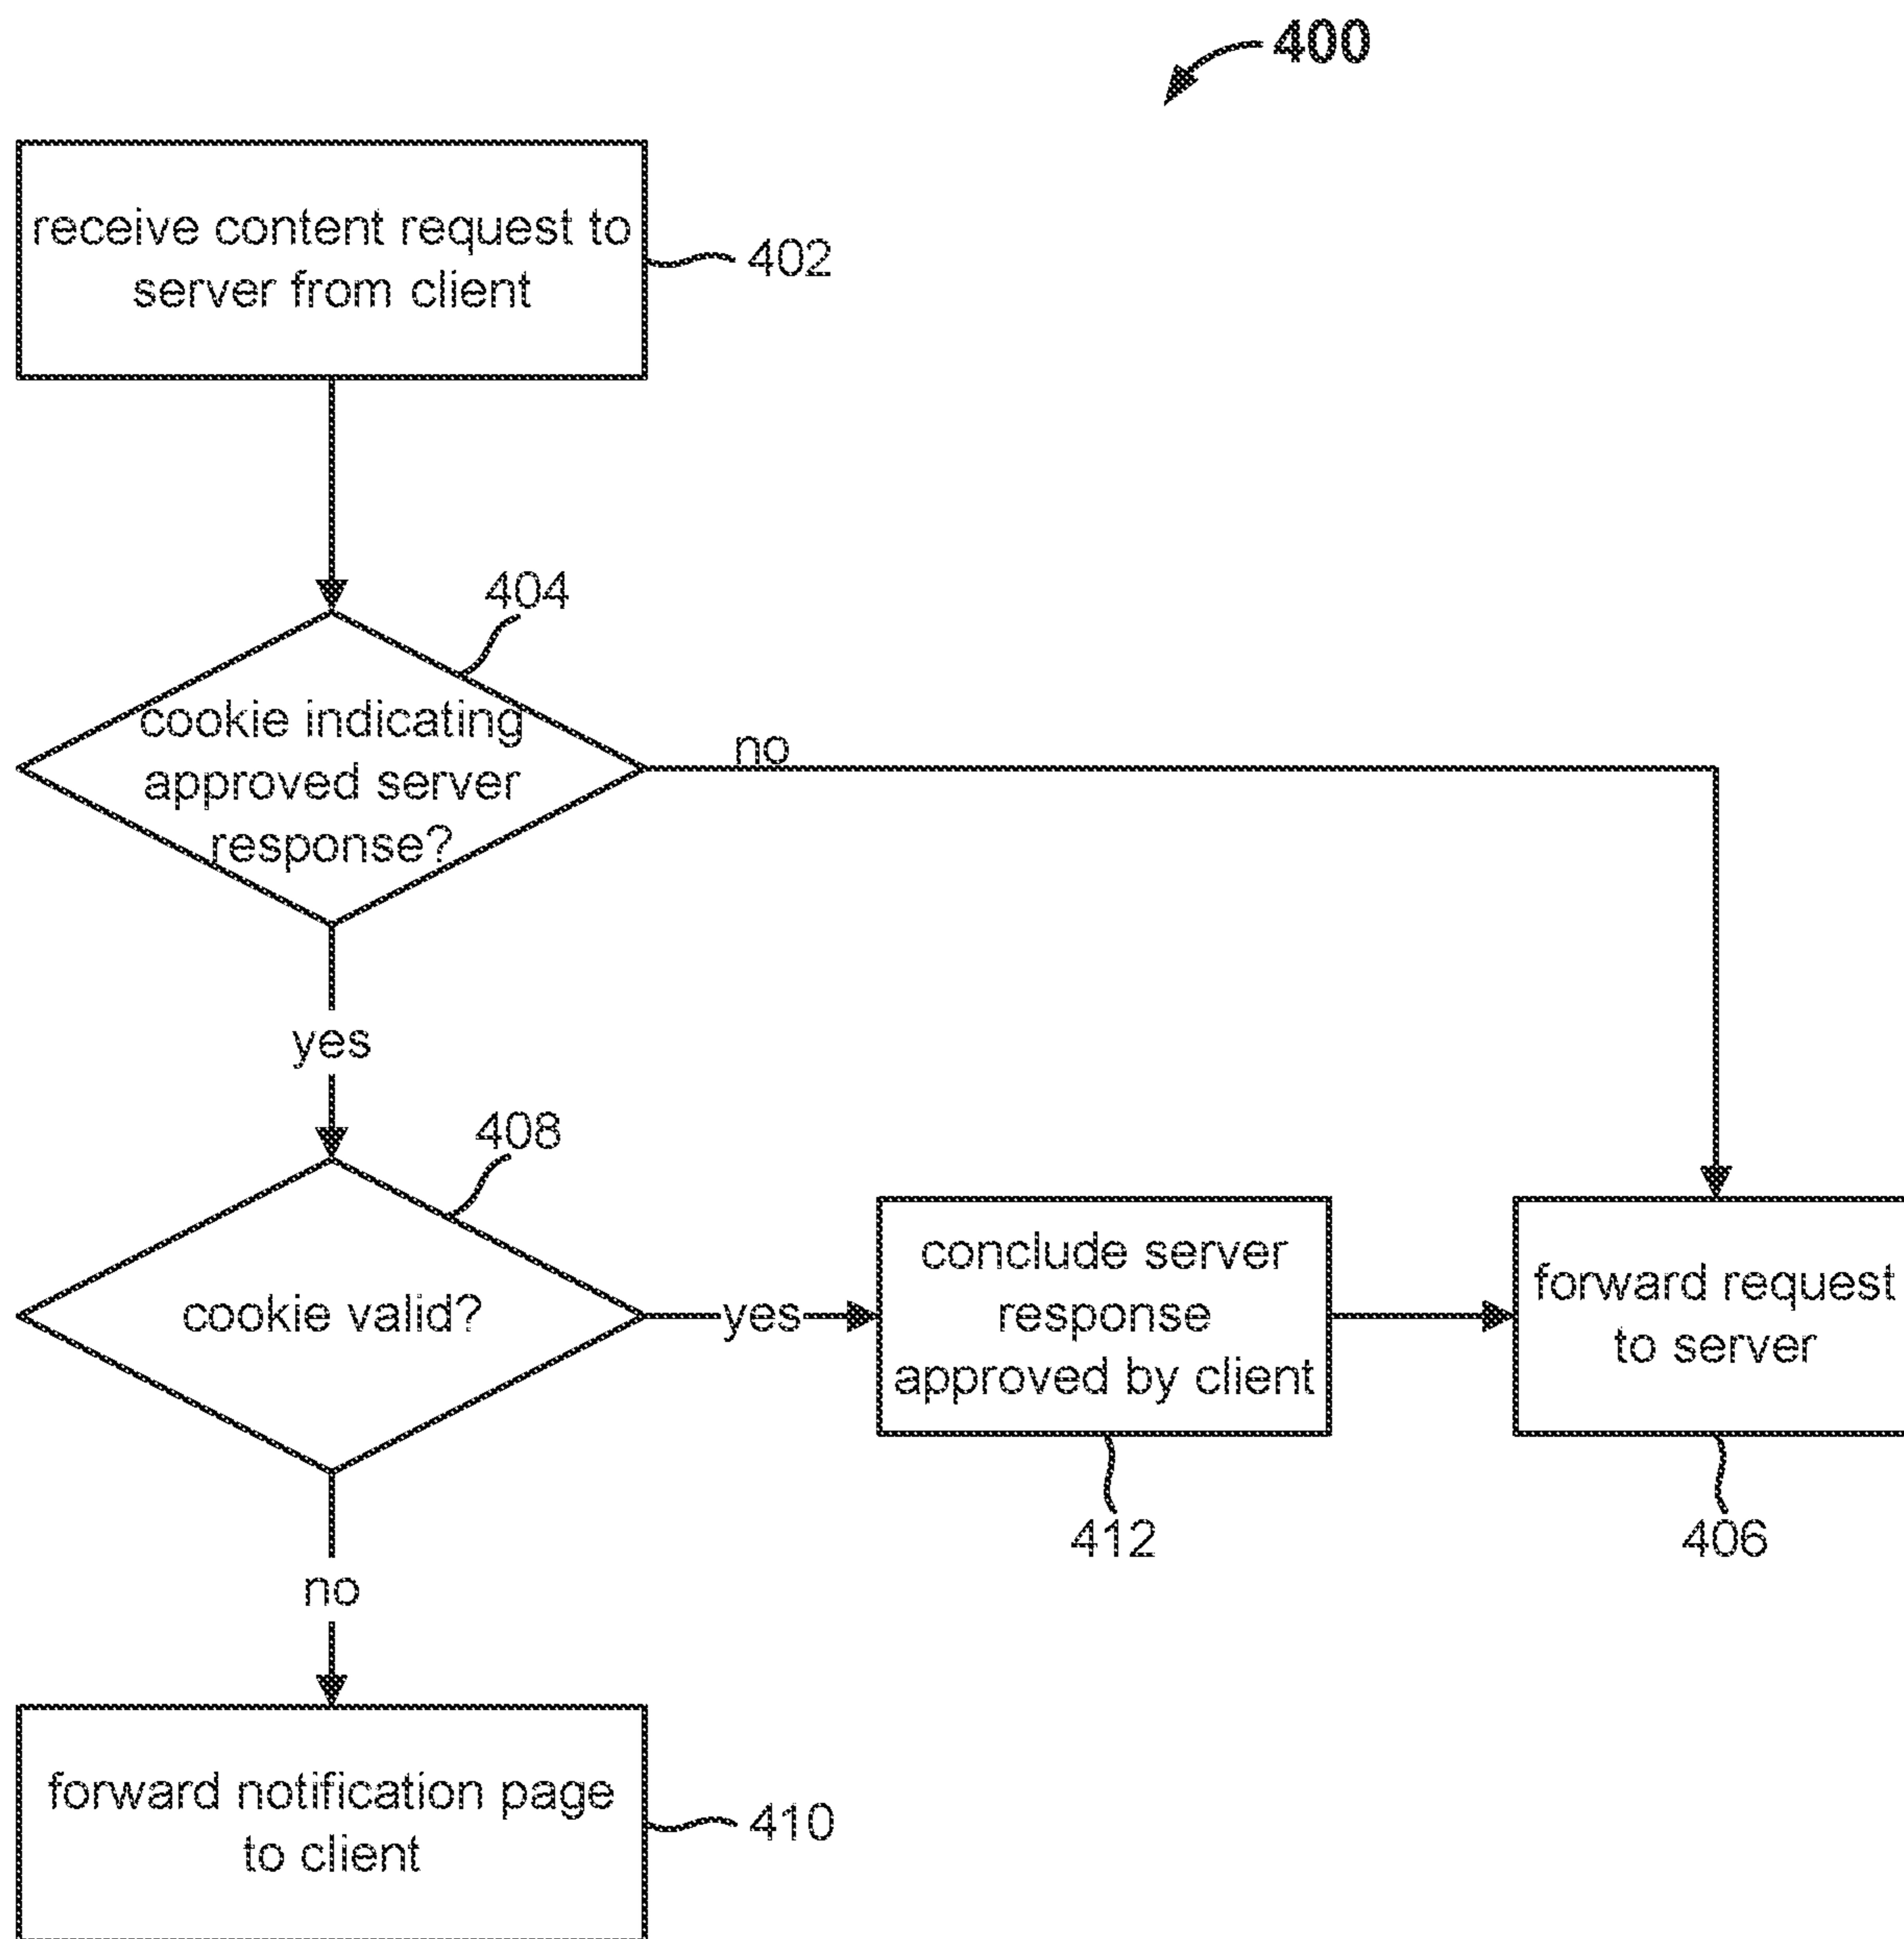 400
receive content request to
server from client
402
404
cookie indicating
approved server
response?
no
yes
408
cookie valid?
yes
conclude server
response
approved by client
forward request
to server
412
406
no
forward notification page
to client
410